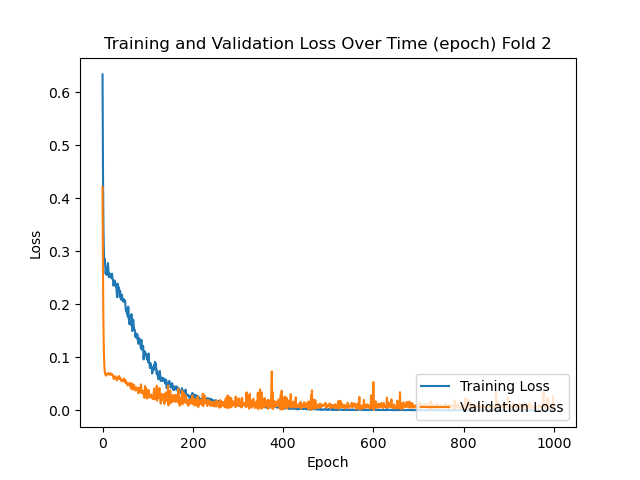 Training and Validation Loss Over Time (epoch) Fold 2
Loss
0.6
0.5
0.4
0.3
0.2
0.1
0.0
Training Loss
Validation Loss
0 200 400 600 800 1000
Epoch